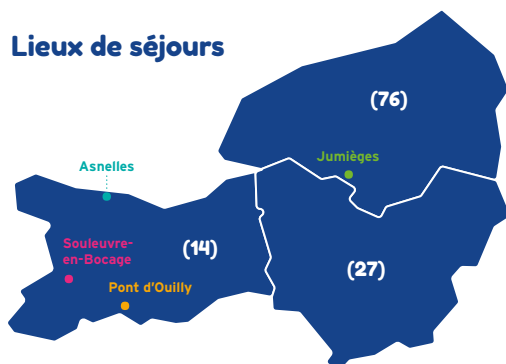 Lieux de séjours
(76)
Jumièges
Asnelles
Souleuvre-
en-Bocage
(14)
(27)
Pont d'Ouilly